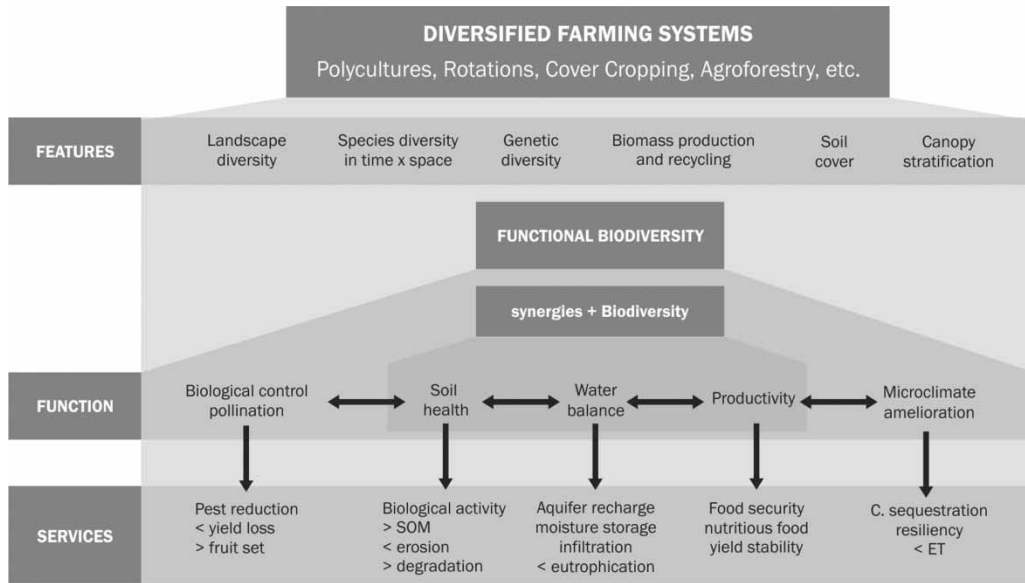 DIVERSIFIED FARMING SYSTEMS
Polycultures, Rotations, Cover Cropping, Agroforestry, etc.
FEATURES
Landscape
diversity
Species diversity
in time x space
Genetic
diversity
Biomass production
and recycling
Soil
cover
Canopy
stratification
FUNCTIONAL BIODIVERSITY
synergies + Biodiversity
FUNCTION
Biological control
pollination
Soil
health
Water
balance
Productivity
Microclimate
amelioration
SERVICES
Pest reduction
< yield loss
> fruit set
Biological activity
> SOM
< erosion
> degradation
Aquifer recharge
moisture storage
infiltration
< eutrophication
Food security
nutritious food
yield stability
C. sequestration
resiliency
< ET